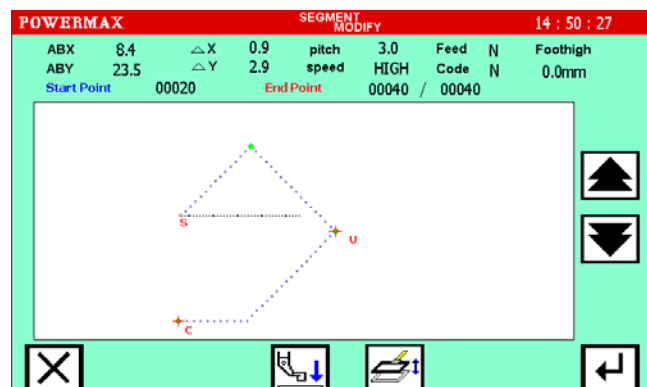 POWERMAX SEGMENT MODIFY 14 : 50 : 27
ABX 8.4 △X 0.9 pitch 3.0 Feed N Foothigh
ABY 23.5 △Y 2.9 speed HIGH Code N 0.0mm
Start Point 00020 End Point 00040 / 00040
S
U
C